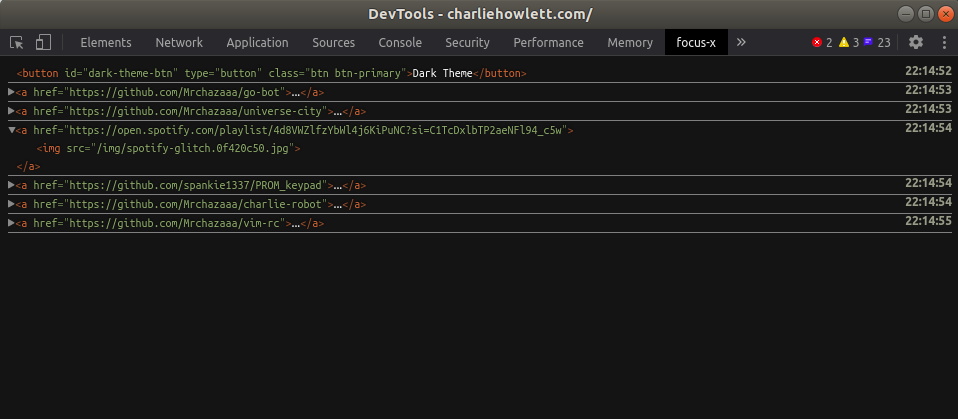 DevTools - charliehowlett.com/
Elements Network Application Sources Console Security Performance Memory focus-x » 2 3 23
<button id="dark-theme-btn" type="button" class="btn btn-primary">Dark Theme</button> 22:14:52
▶<a href="https://github.com/Mrchazaaa/go-bot">…</a> 22:14:53
▶<a href="https://github.com/Mrchazaaa/universe-city">…</a> 22:14:53
▼<a href="https://open.spotify.com/playlist/4d8VWZlfzYbWl4j6KiPuNC?si=C1TcDxlbTP2aeNFl94_c5w"> 22:14:54
<img src="/img/spotify-glitch.0f420c50.jpg">
</a>
▶<a href="https://github.com/spankie1337/PROM_keypad">…</a> 22:14:54
▶<a href="https://github.com/Mrchazaaa/charlie-robot">…</a> 22:14:54
▶<a href="https://github.com/Mrchazaaa/vim-rc">…</a> 22:14:55